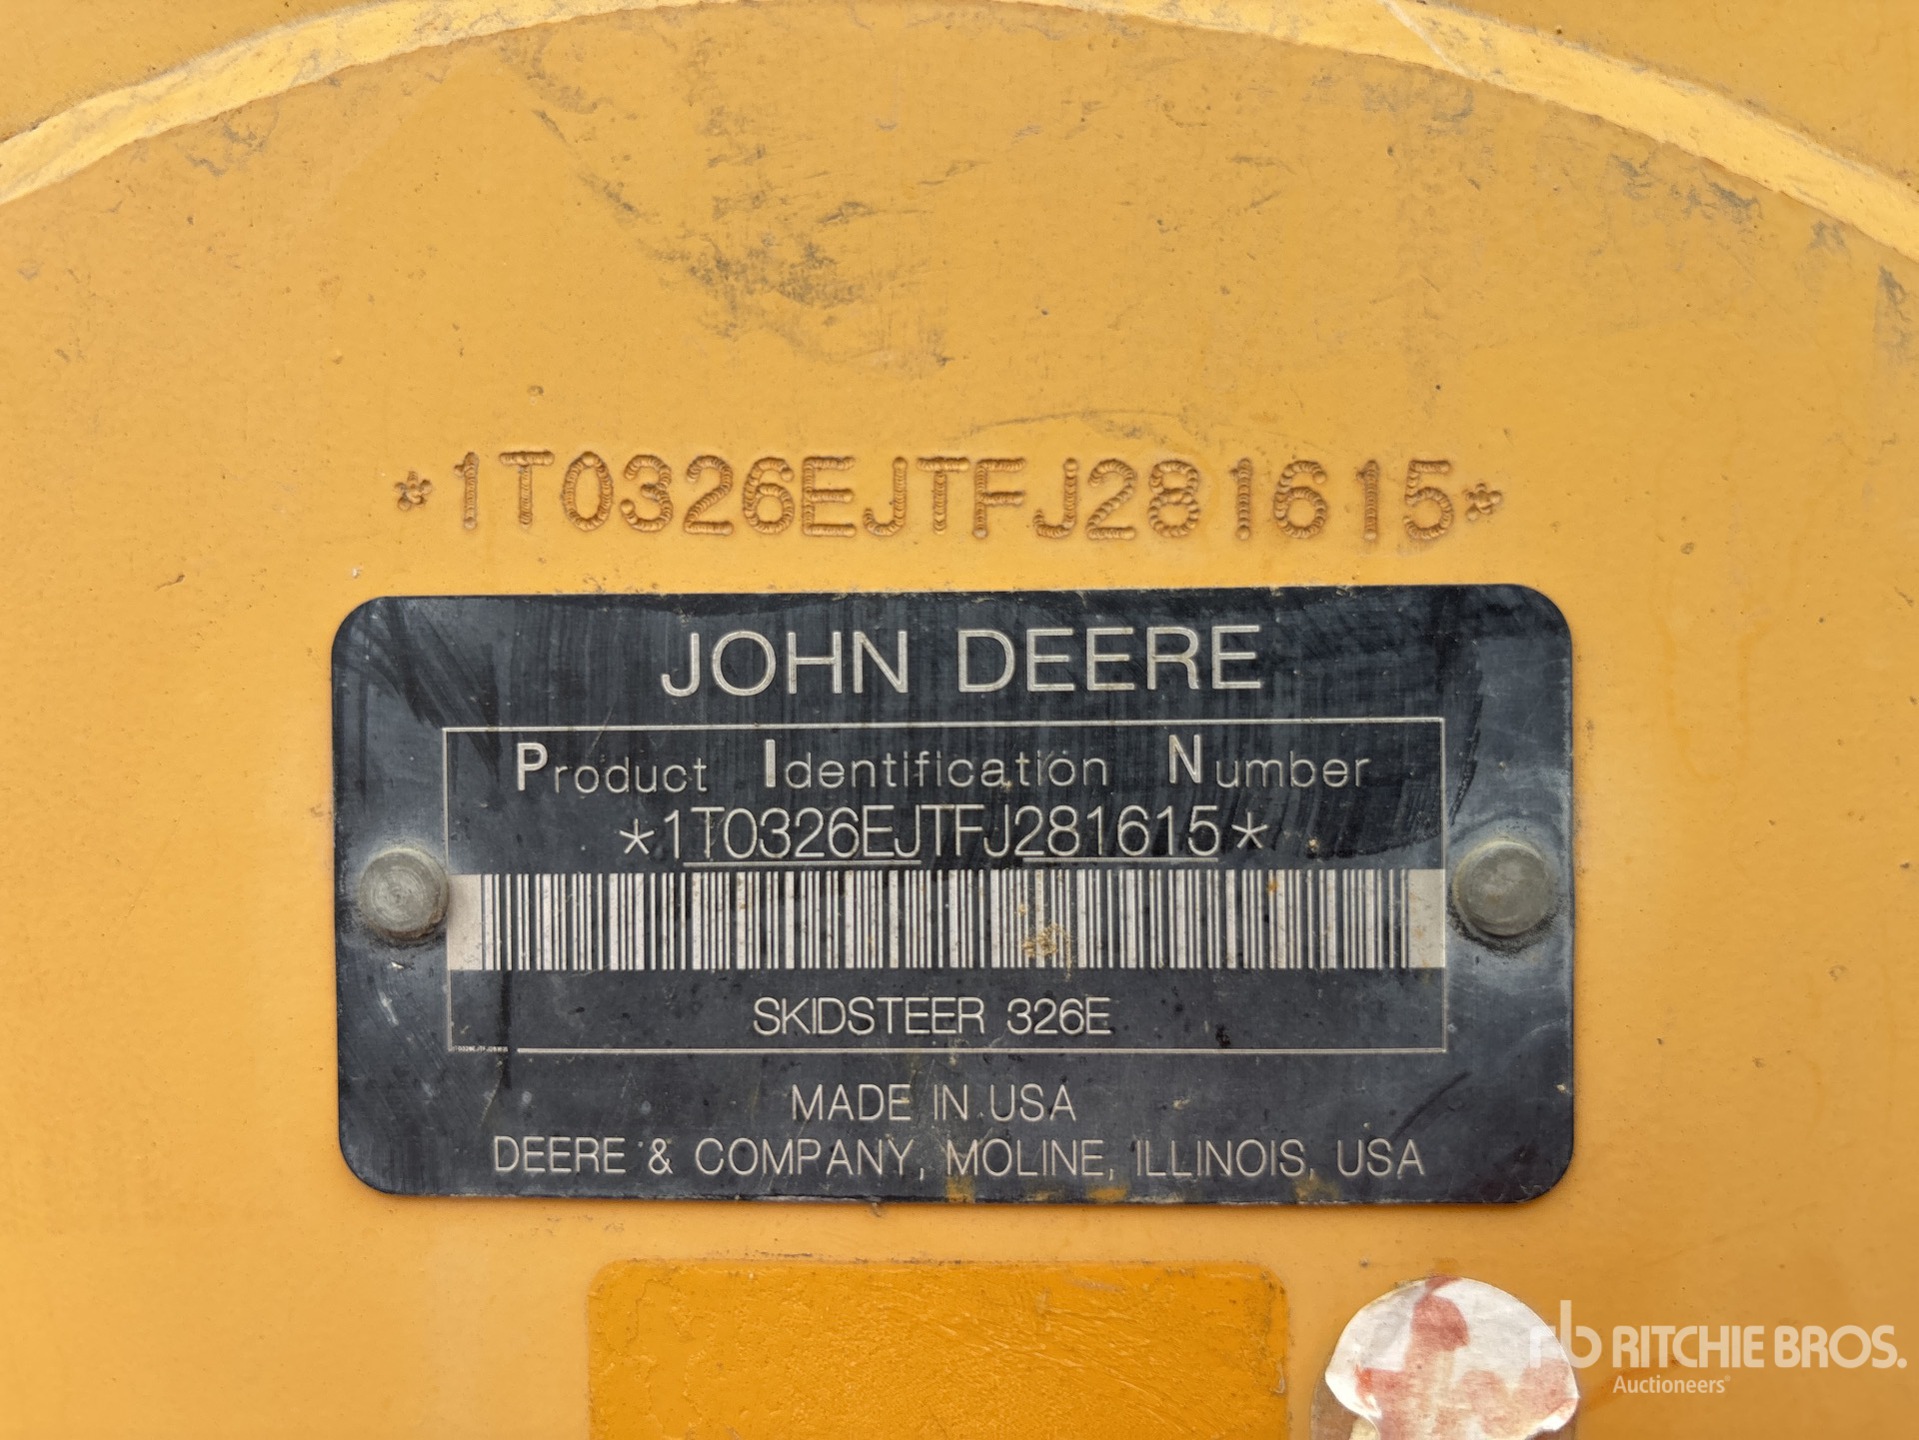 *1T0326EJTFJ281615*
JOHN DEERE
Product Identification Number
*1T0326EJTFJ281615*
SKIDSTEER 326E
MADE IN USA
DEERE & COMPANY, MOLINE, ILLINOIS, USA
rb RITCHIE BROS.
Auctioneers